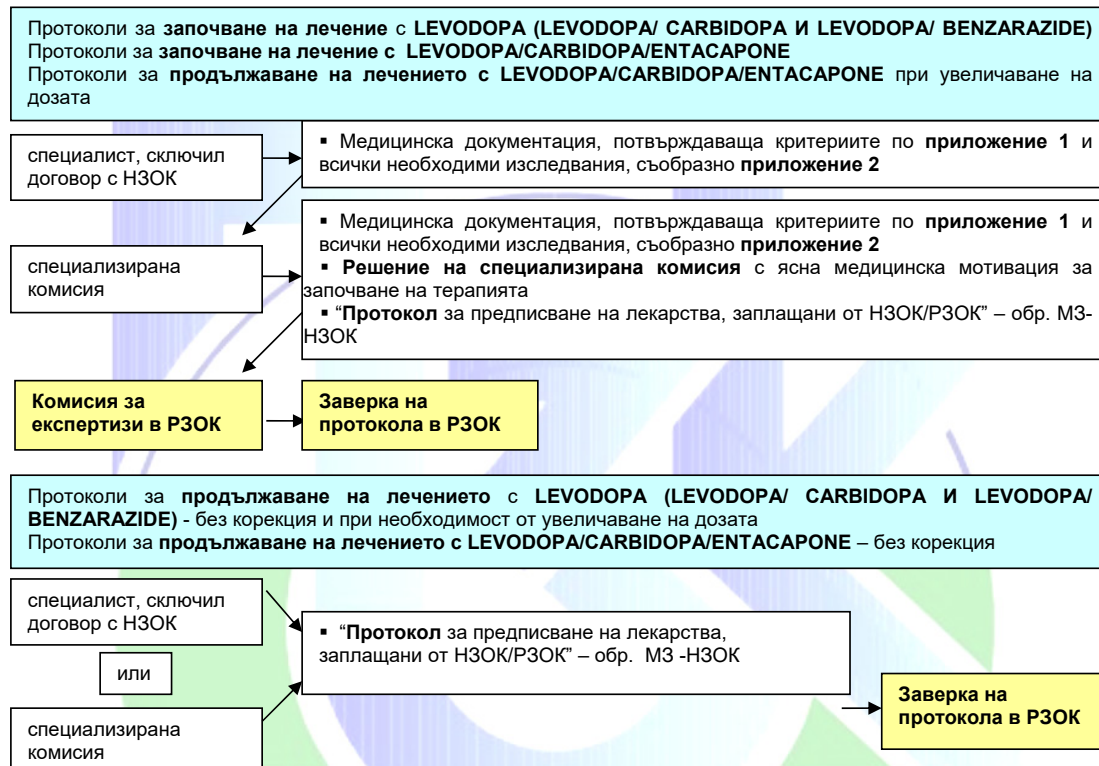 Протоколи за започване на лечение с LEVODOPA (LEVODOPA/ CARBIDOPA И LEVODOPA/ BENZARAZIDE)
Протоколи за започване на лечение с LEVODOPA/CARBIDOPA/ENTACAPONE
Протоколи за продължаване на лечението с LEVODOPA/CARBIDOPA/ENTACAPONE при увеличаване на
дозата
специалист, сключил
договор с НЗОК
▪ Медицинска документация, потвърждаваща критериите по приложение 1 и
всички необходими изследвания, съобразно приложение 2
специализирана
комисия
▪ Медицинска документация, потвърждаваща критериите по приложение 1 и
всички необходими изследвания, съобразно приложение 2
▪ Решение на специализирана комисия с ясна медицинска мотивация за
започване на терапията
▪ "Протокол за предписване на лекарства, заплащани от НЗОК/РЗОК” – обр. МЗ-
НЗОК
Комисия за
експертизи в РЗОК
Заверка на
протокола в РЗОК
Протоколи за продължаване на лечението с LEVODOPA (LEVODOPA/ CARBIDOPA И LEVODOPA/
BENZARAZIDE) - без корекция и при необходимост от увеличаване на дозата
Протоколи за продължаване на лечението с LEVODOPA/CARBIDOPA/ENTACAPONE – без корекция
специалист, сключил
договор с НЗОК
или
специализирана
комисия
▪ “Протокол за предписване на лекарства,
заплащани от НЗОК/РЗОК” – обр. МЗ -НЗОК
Заверка на
протокола в РЗОК